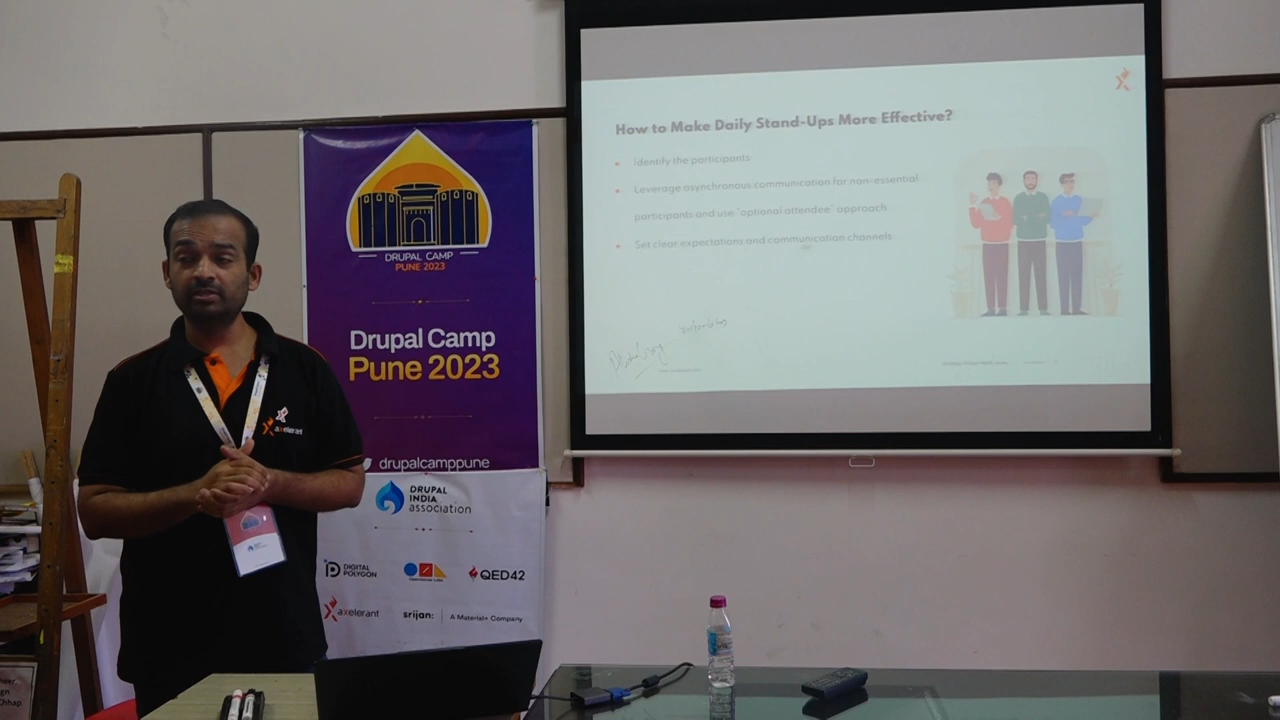 How to Make Daily Stand-Ups More Effective?
Identify the participants
Leverage asynchronous communication for non-essential
participants and use "optional attendee" approach
Set clear expectations and communication channels
DRUPAL CAMP
PUNE 2023
Drupal Camp
Pune 2023
drupalcamppune
DRUPAL
INDIA
association
DIGITAL
POLYGON
QED42
axelerant
srijan:
A Material+ Company
axelerant